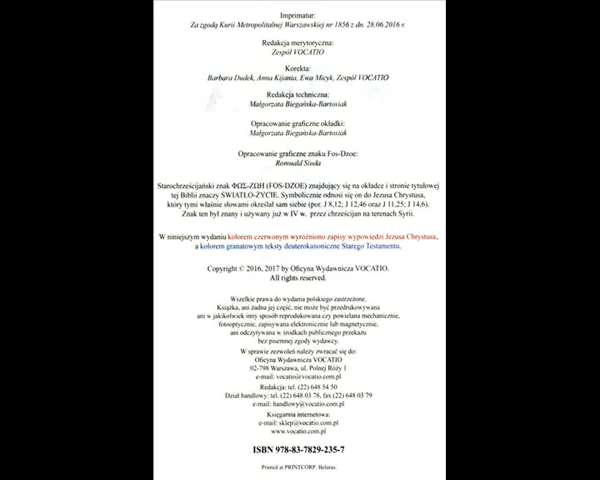 Imprimatur:
Za zgodą Kurii Metropolitalnej Warszawskiej nr 1856 z dn. 28.06.2016 r.
Redakcja merytoryczna:
Zespół VOCATIO
Korekta:
Barbara Dudek, Anna Kijania, Ewa Micyk, Zespół VOCATIO
Redakcja techniczna:
Małgorzata Biegańska-Bartosiak
Opracowanie graficzne okładki:
Małgorzata Biegańska-Bartosiak
Opracowanie graficzne znaku Fos-Dzoe:
Romuald Siuda
Starochrześcijański znak ΦΩΣ-ΖΩΗ (FOS-DZOE) znajdujący się na okładce i stronie tytułowej
tej Biblii znaczy ŚWIATŁO-ŻYCIE. Symbolicznie odnosi się on do Jezusa Chrystusa,
który tymi właśnie słowami określał sam siebie (por. J 8,12; J 12,46 oraz J 11,25; J 14,6).
Znak ten był znany i używany już w IV w. przez chrześcijan na terenach Syrii.
W niniejszym wydaniu kolorem czerwonym wyróżniono zapisy wypowiedzi Jezusa Chrystusa,
a kolorem granatowym teksty deuterokanoniczne Starego Testamentu.
Copyright © 2016, 2017 by Oficyna Wydawnicza VOCATIO.
All rights reserved.
Wszelkie prawa do wydania polskiego zastrzeżone.
Książka, ani żadna jej część, nie może być przedrukowywana
ani w jakikolwiek inny sposób reprodukowana czy powielana mechanicznie,
fotooptycznie, zapisywana elektronicznie lub magnetycznie,
ani odczytywana w środkach publicznego przekazu
bez pisemnej zgody wydawcy.
W sprawie zezwoleń należy zwracać się do:
Oficyna Wydawnicza VOCATIO
02-798 Warszawa, ul. Polnej Róży 1
e-mail: vocatio@vocatio.com.pl
Redakcja: tel. (22) 648 54 50
Dział handlowy: tel. (22) 648 03 78, fax (22) 648 03 79
e-mail: handlowy@vocatio.com.pl
Księgarnia internetowa:
e-mail: sklep@vocatio.com.pl
www.vocatio.com.pl
ISBN 978-83-7829-235-7
Printed at PRINTCORP, Belarus.